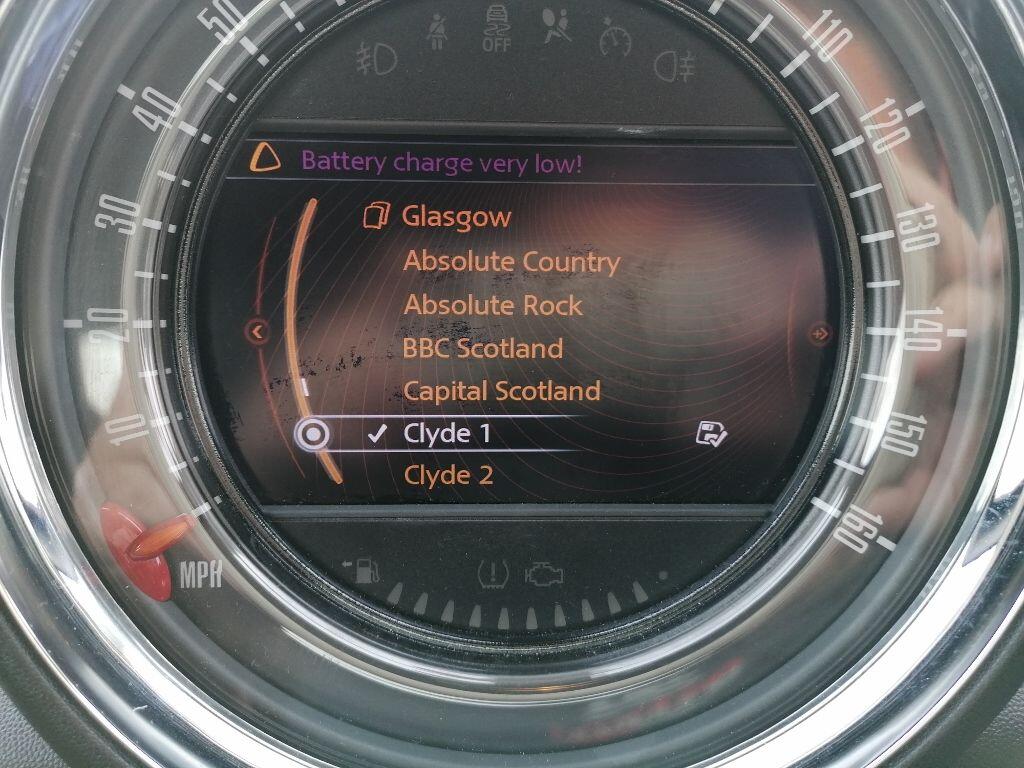 50
110
OFF
40
120
Battery charge very low!
30
Glasgow
130
Absolute Country
Absolute Rock
20
140
BBC Scotland
Capital Scotland
10
Clyde 1
150
Clyde 2
160
MPH